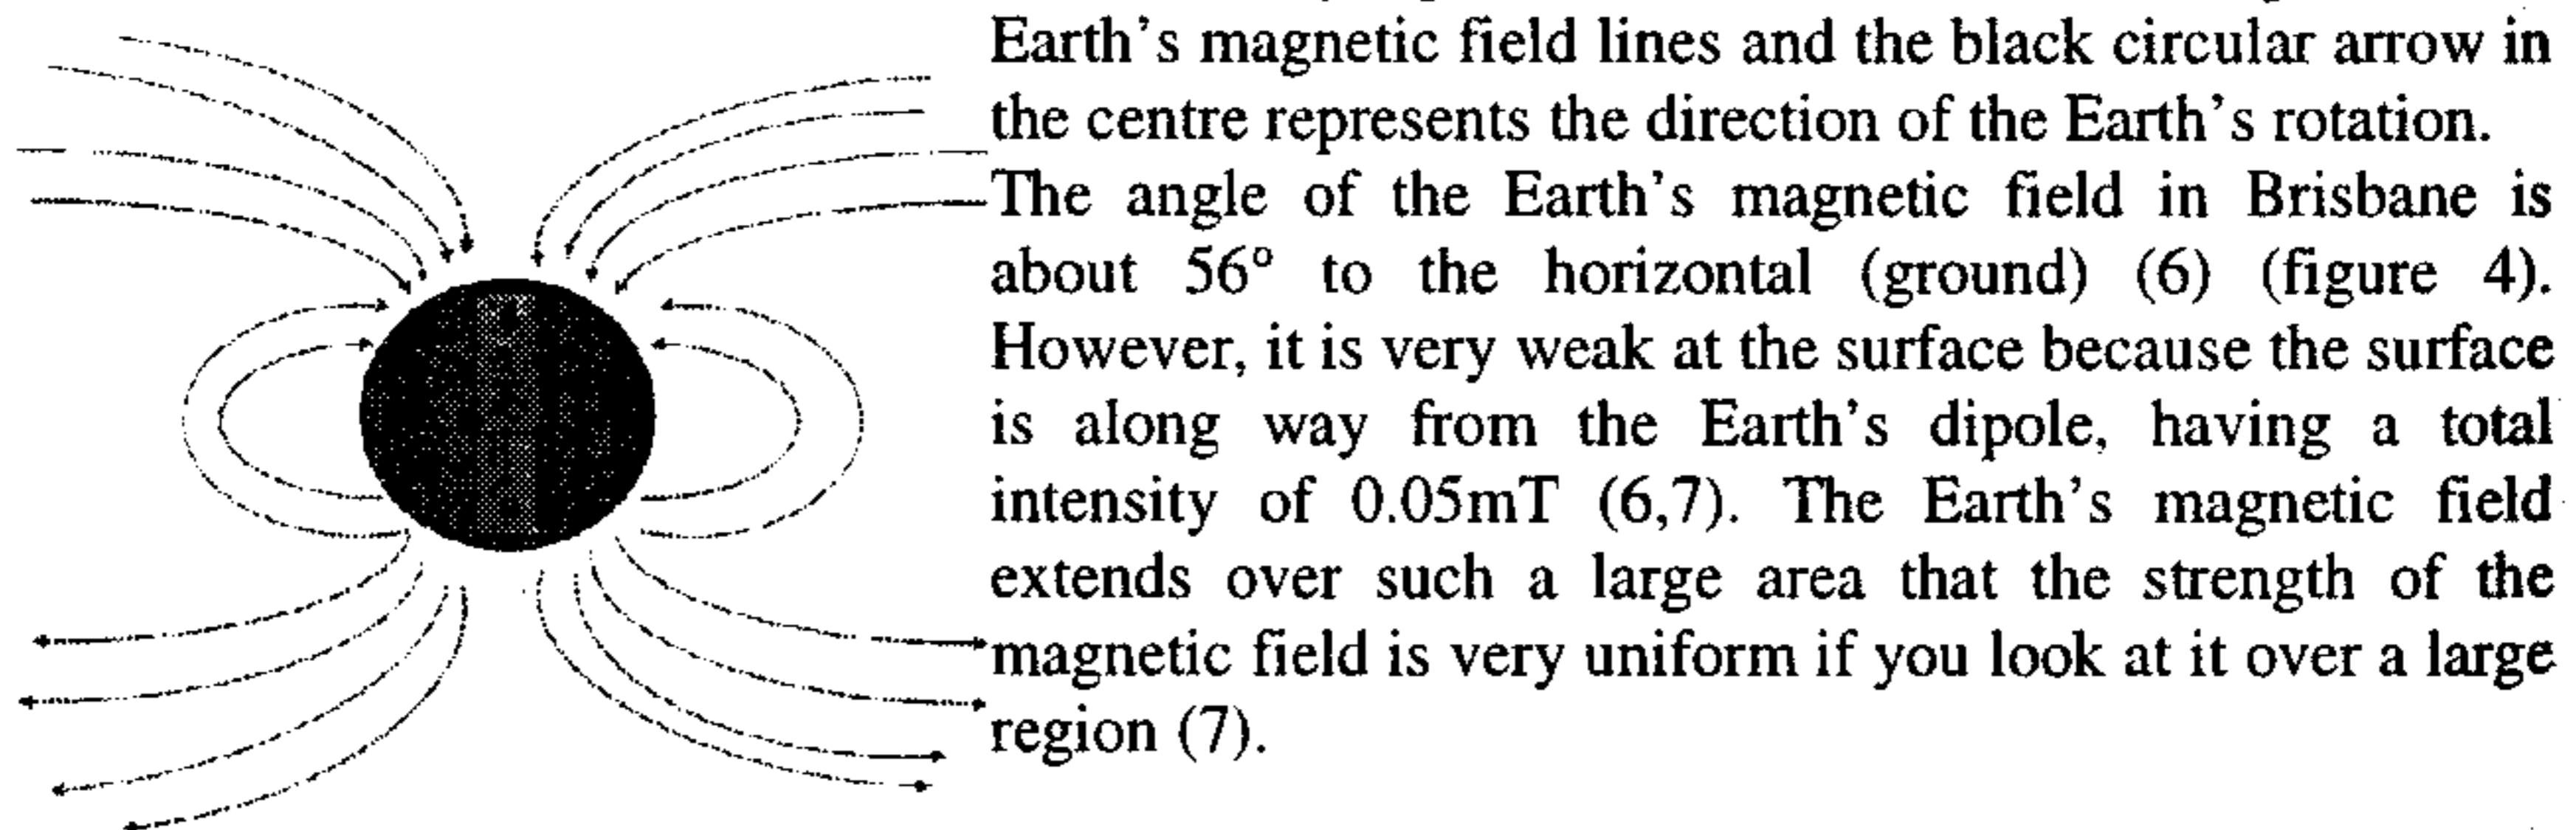 Earth's magnetic field lines and the black circular arrow in
the centre represents the direction of the Earth's rotation.
The angle of the Earth's magnetic field in Brisbane is
about 56° to the horizontal (ground) (6) (figure 4).
However, it is very weak at the surface because the surface
is along way from the Earth's dipole, having a total
intensity of 0.05mT (6,7). The Earth's magnetic field
extends over such a large area that the strength of the
magnetic field is very uniform if you look at it over a large
region (7).